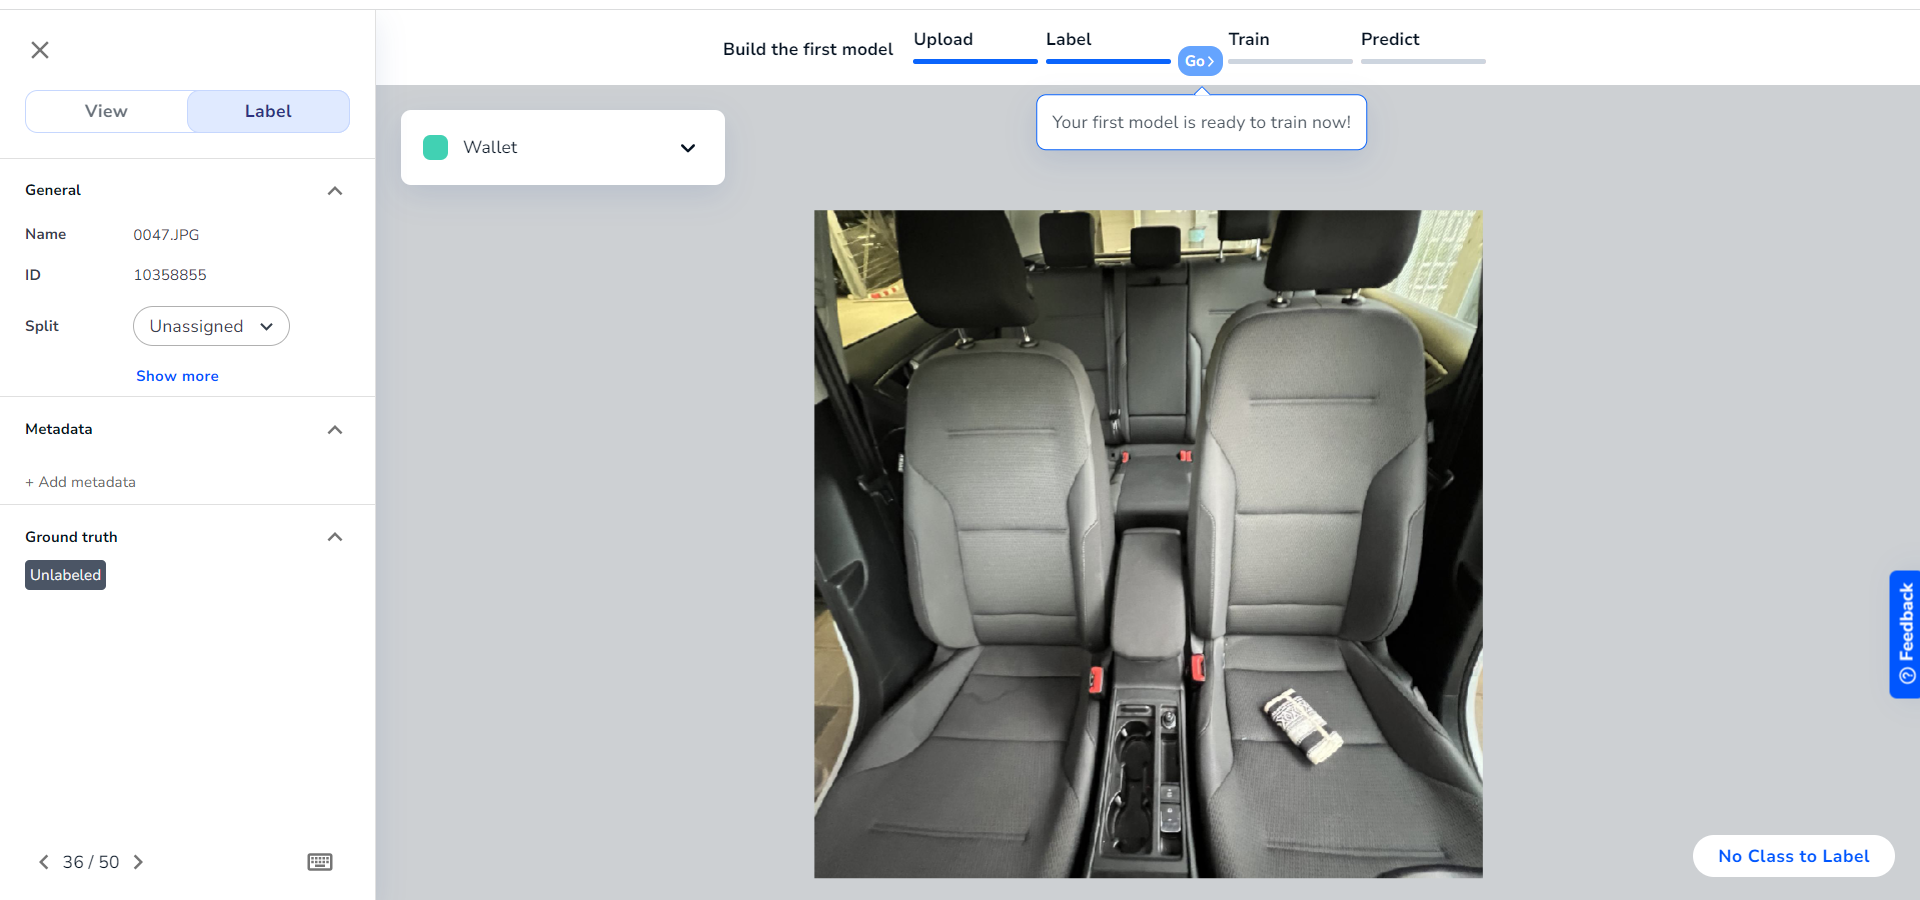 Build the first model
Upload
Label
Go
Train
Predict
Your first model is ready to train now!
View
Label
General
Name
0047.JPG
ID
10358855
Split
Unassigned
Show more
Metadata
+ Add metadata
Ground truth
Unlabeled
36 / 50
Wallet
Feedback
No Class to Label